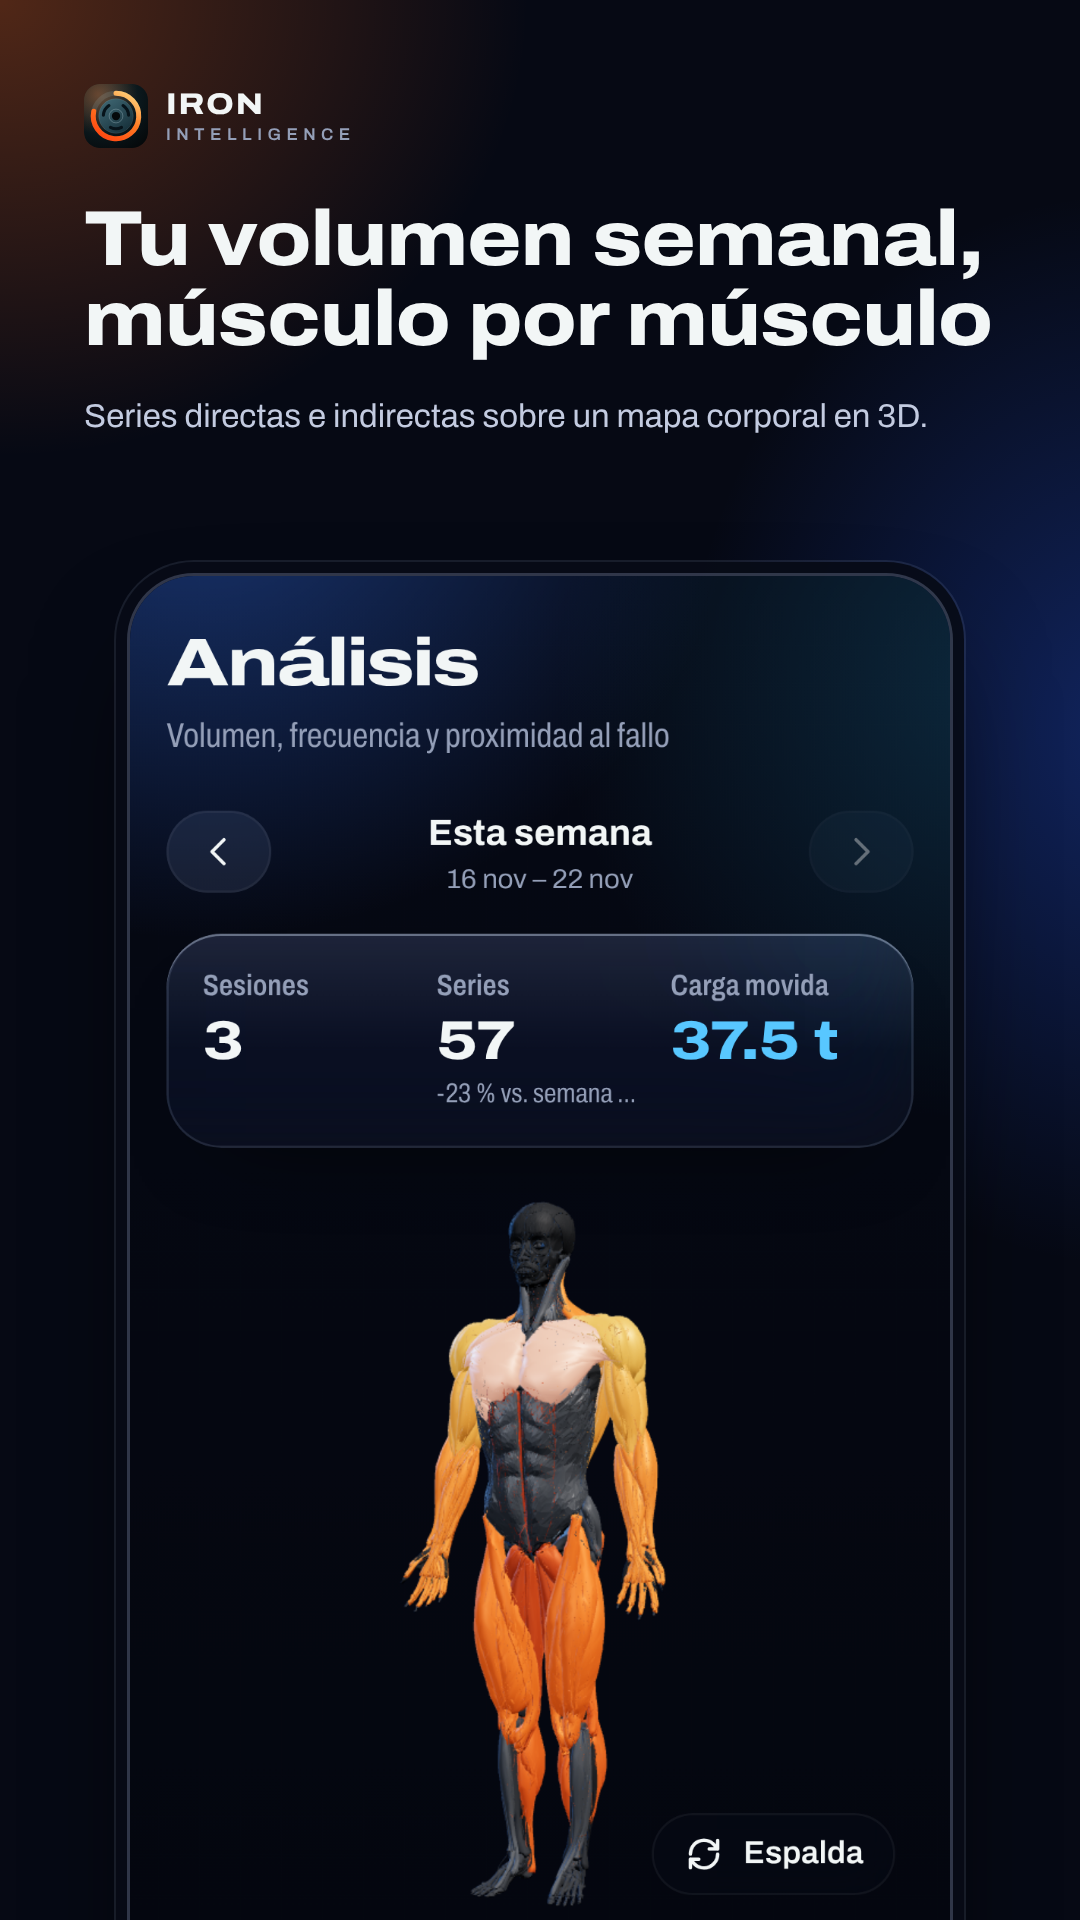 IRON
INTELLIGENCE
Tu volumen semanal,
músculo por músculo
Series directas e indirectas sobre un mapa corporal en 3D.
Análisis
Volumen, frecuencia y proximidad al fallo
Esta semana
16 nov – 22 nov
Sesiones
3
Series
57
-23 % vs. semana ...
Carga movida
37.5 t
Espalda